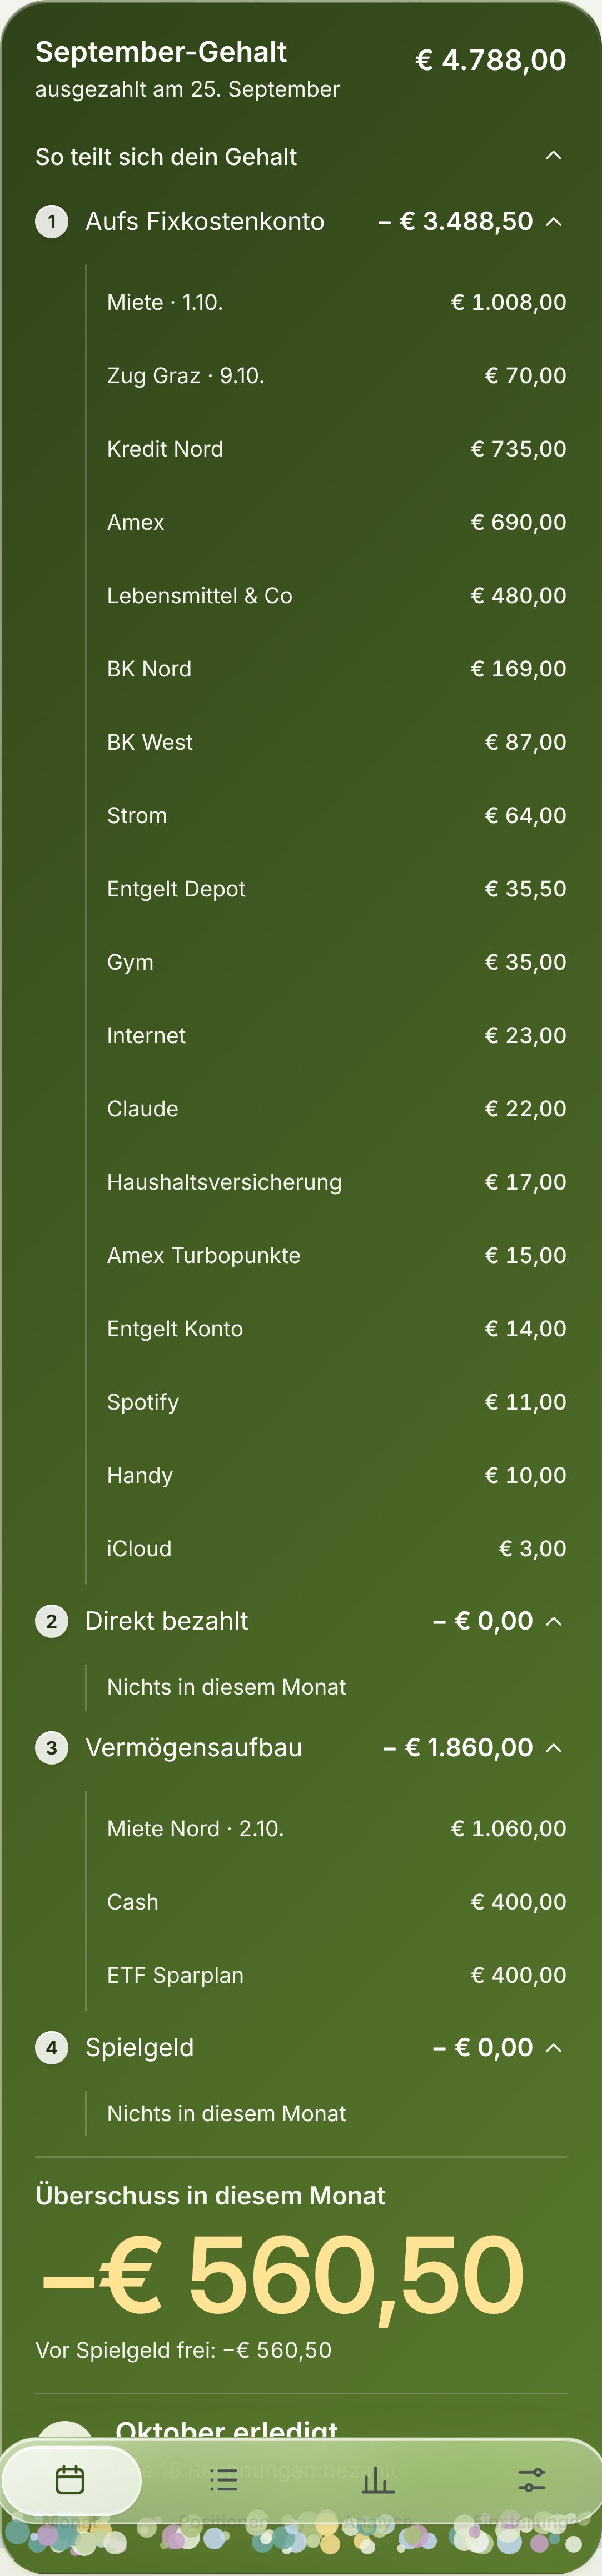 September-Gehalt
€ 4.788,00
ausgezahlt am 25. September
So teilt sich dein Gehalt
1 Aufs Fixkostenkonto – € 3.488,50
Miete · 1.10. € 1.008,00
Zug Graz · 9.10. € 70,00
Kredit Nord € 735,00
Amex € 690,00
Lebensmittel & Co € 480,00
BK Nord € 169,00
BK West € 87,00
Strom € 64,00
Entgelt Depot € 35,50
Gym € 35,00
Internet € 23,00
Claude € 22,00
Haushaltsversicherung € 17,00
Amex Turbopunkte € 15,00
Entgelt Konto € 14,00
Spotify € 11,00
Handy € 10,00
iCloud € 3,00
2 Direkt bezahlt – € 0,00
Nichts in diesem Monat
3 Vermögensaufbau – € 1.860,00
Miete Nord · 2.10. € 1.060,00
Cash € 400,00
ETF Sparplan € 400,00
4 Spielgeld – € 0,00
Nichts in diesem Monat
Überschuss in diesem Monat
–€ 560,50
Vor Spielgeld frei: –€ 560,50
Oktober erledigt
18 Rechnungen bezahlt
Monat Positionen Analyse Einstellungen